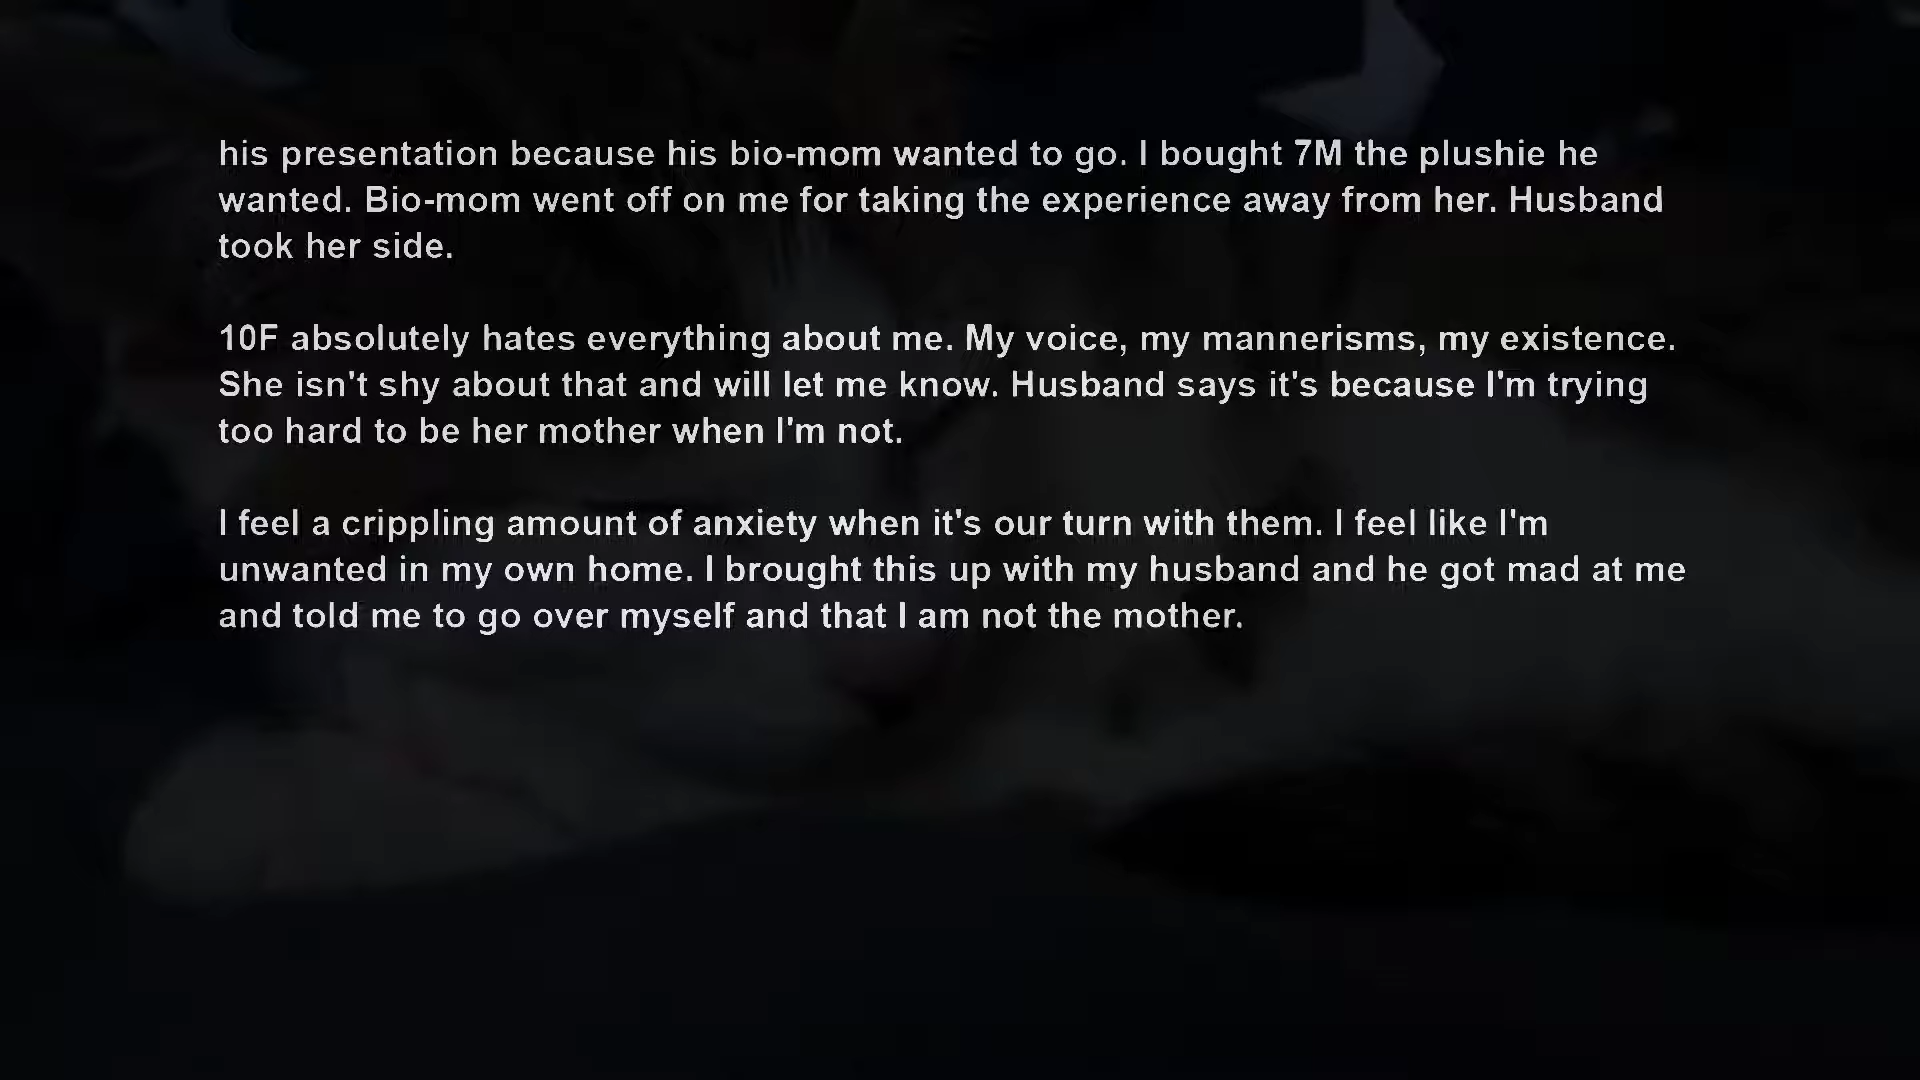 his presentation because his bio-mom wanted to go. I bought 7M the plushie he
wanted. Bio-mom went off on me for taking the experience away from her. Husband
took her side.
10F absolutely hates everything about me. My voice, my mannerisms, my existence.
She isn't shy about that and will let me know. Husband says it's because I'm trying
too hard to be her mother when I'm not.
I feel a crippling amount of anxiety when it's our turn with them. I feel like I'm
unwanted in my own home. I brought this up with my husband and he got mad at me
and told me to go over myself and that I am not the mother.